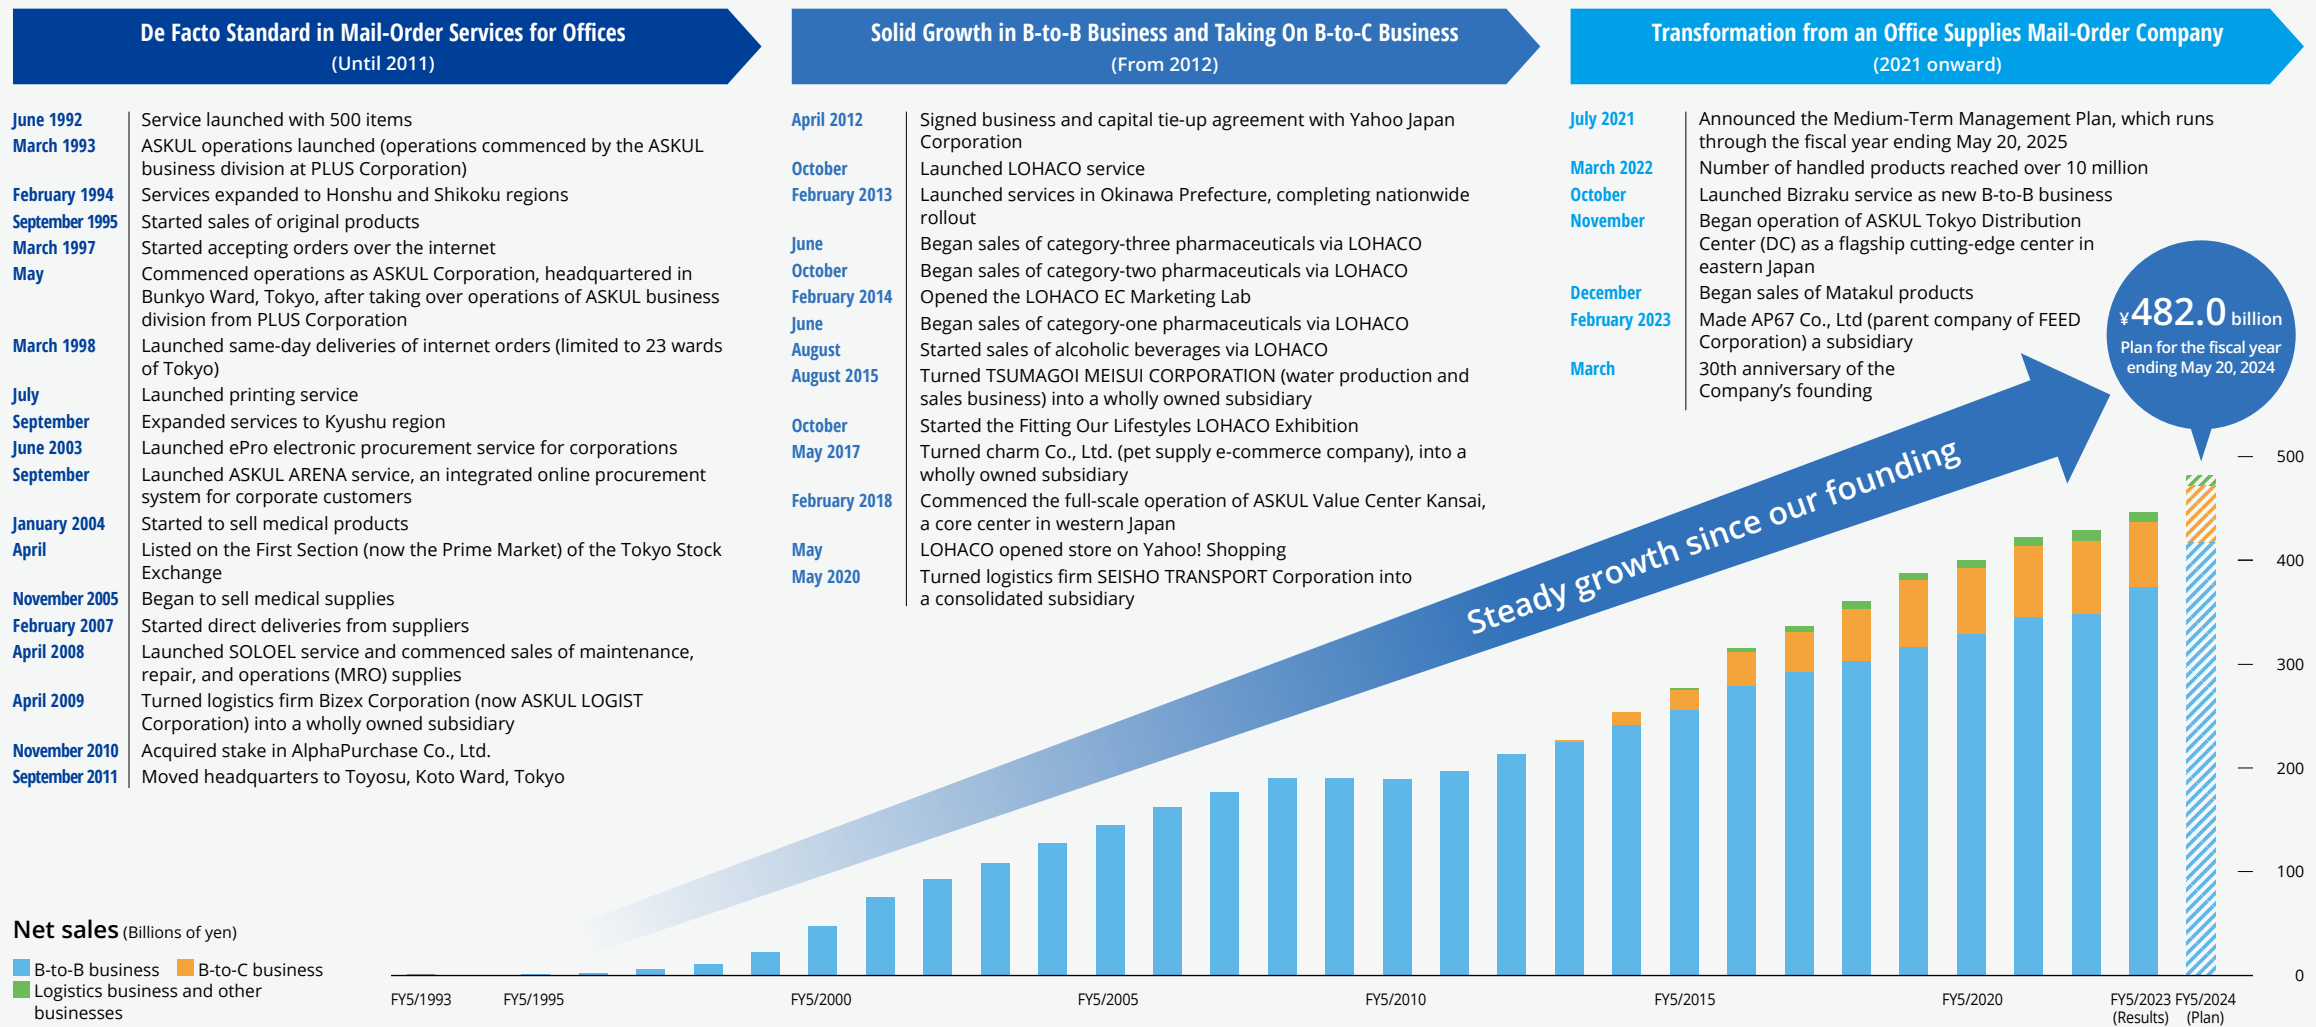 De Facto Standard in Mail-Order Services for Offices
(Until 2011)
June 1992 Service launched with 500 items
March 1993 ASKUL operations launched (operations commenced by the ASKUL
business division at PLUS Corporation)
February 1994 Services expanded to Honshu and Shikoku regions
September 1995 Started sales of original products
March 1997 Started accepting orders over the internet
May Commenced operations as ASKUL Corporation, headquartered in
Bunkyo Ward, Tokyo, after taking over operations of ASKUL business
division from PLUS Corporation
March 1998 Launched same-day deliveries of internet orders (limited to 23 wards
of Tokyo)
July Launched printing service
September Expanded services to Kyushu region
June 2003 Launched ePro electronic procurement service for corporations
September Launched ASKUL ARENA service, an integrated online procurement
system for corporate customers
January 2004 Started to sell medical products
April Listed on the First Section (now the Prime Market) of the Tokyo Stock
Exchange
November 2005 Began to sell medical supplies
February 2007 Started direct deliveries from suppliers
April 2008 Launched SOLOEL service and commenced sales of maintenance,
repair, and operations (MRO) supplies
April 2009 Turned logistics firm Bizex Corporation (now ASKUL LOGIST
Corporation) into a wholly owned subsidiary
November 2010 Acquired stake in AlphaPurchase Co., Ltd.
September 2011 Moved headquarters to Toyosu, Koto Ward, Tokyo
Solid Growth in B-to-B Business and Taking On B-to-C Business
(From 2012)
April 2012 Signed business and capital tie-up agreement with Yahoo Japan
Corporation
October Launched LOHACO service
February 2013 Launched services in Okinawa Prefecture, completing nationwide
rollout
June Began sales of category-three pharmaceuticals via LOHACO
October Began sales of category-two pharmaceuticals via LOHACO
February 2014 Opened the LOHACO EC Marketing Lab
June Began sales of category-one pharmaceuticals via LOHACO
August Started sales of alcoholic beverages via LOHACO
August 2015 Turned TSUMAGOI MEISUI CORPORATION (water production and
sales business) into a wholly owned subsidiary
October Started the Fitting Our Lifestyles LOHACO Exhibition
May 2017 Turned charm Co., Ltd. (pet supply e-commerce company), into a
wholly owned subsidiary
February 2018 Commenced the full-scale operation of ASKUL Value Center Kansai,
a core center in western Japan
May LOHACO opened store on Yahoo! Shopping
May 2020 Turned logistics firm SEISHO TRANSPORT Corporation into
a consolidated subsidiary
Transformation from an Office Supplies Mail-Order Company
(2021 onward)
July 2021 Announced the Medium-Term Management Plan, which runs
through the fiscal year ending May 20, 2025
March 2022 Number of handled products reached over 10 million
October Launched Bizraku service as new B-to-B business
November Began operation of ASKUL Tokyo Distribution
Center (DC) as a flagship cutting-edge center in
eastern Japan
December Began sales of Matakul products
February 2023 Made AP67 Co., Ltd (parent company of FEED
Corporation) a subsidiary
March 30th anniversary of the
Company's founding
¥482.0 billion
Plan for the fiscal year
ending May 20, 2024
Steady growth since our founding
500
400
300
200
100
0
Net sales (Billions of yen)
B-to-B business B-to-C business
Logistics business and other
businesses
FY5/1993 FY5/1995 FY5/2000 FY5/2005 FY5/2010 FY5/2015 FY5/2020 FY5/2023 FY5/2024
(Results) (Plan)